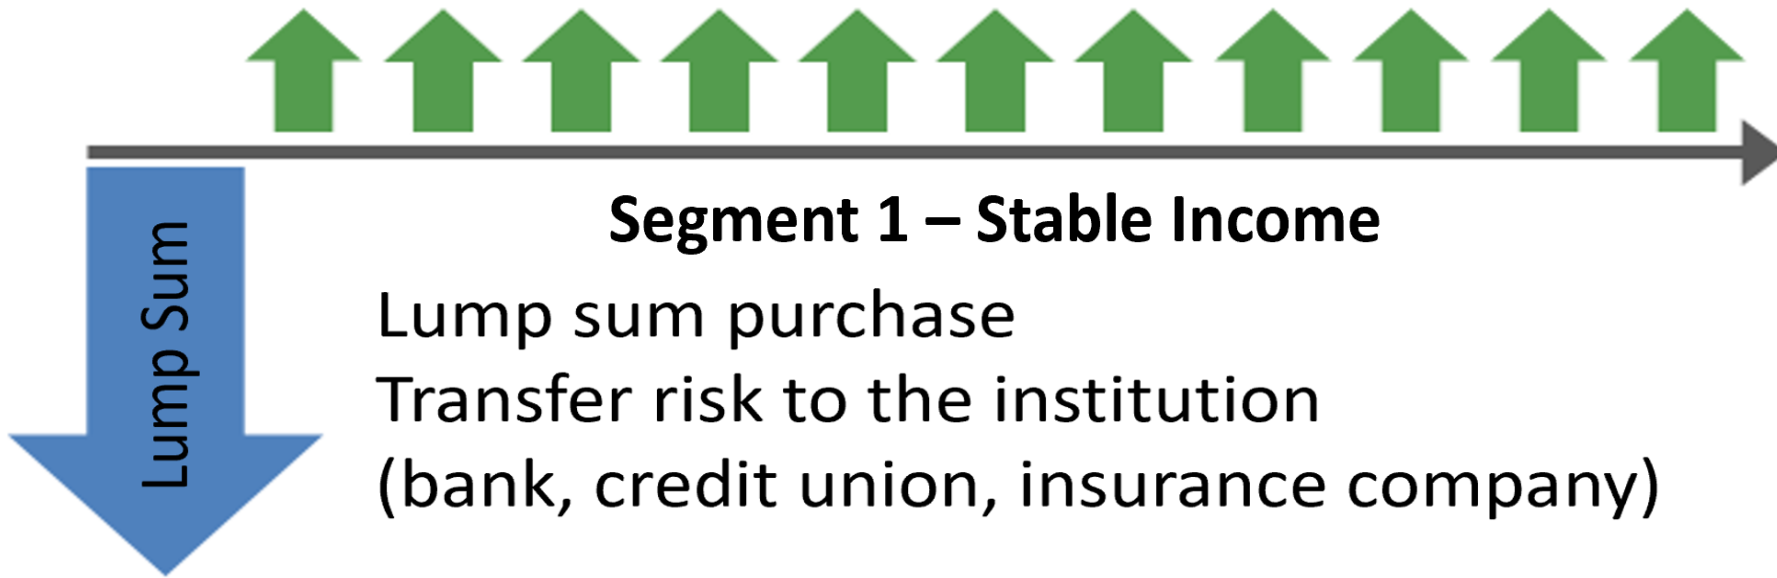 Lump Sum
Segment 1 – Stable Income
Lump sum purchase
Transfer risk to the institution
(bank, credit union, insurance company)